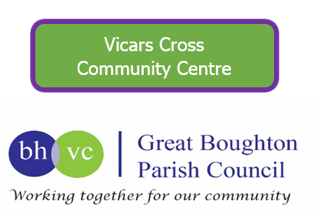 Vicars Cross
Community Centre
bh vc
Great Boughton
Parish Council
Working together for our community